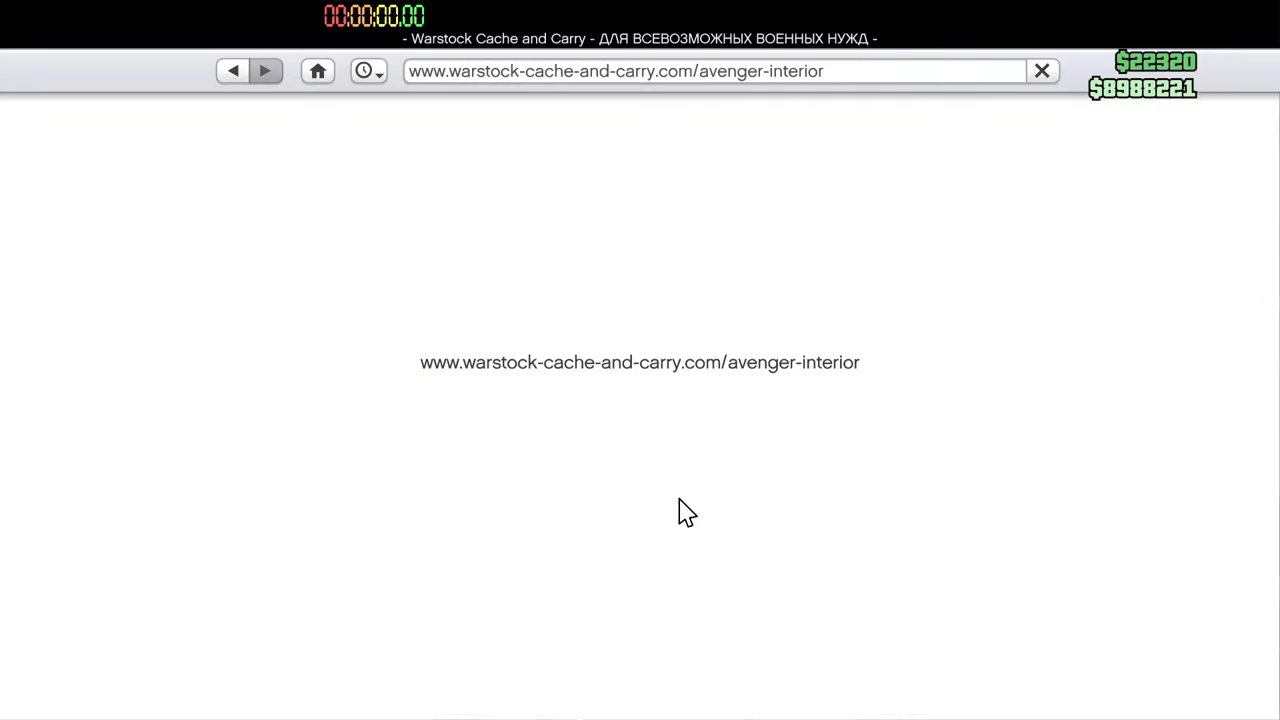 00:00:00.00
- Warstock Cache and Carry - ДЛЯ ВСЕВОЗМОЖНЫХ ВОЕННЫХ НУЖД -
www.warstock-cache-and-carry.com/avenger-interior
$22320
$8988221
www.warstock-cache-and-carry.com/avenger-interior